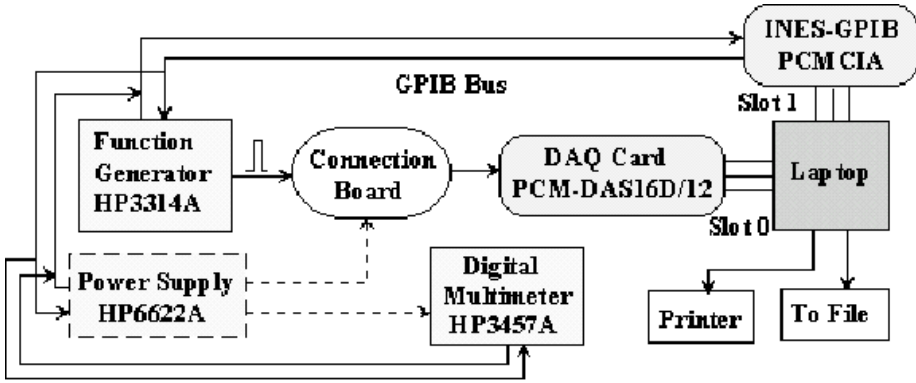 INES-GPIB
PCMCIA
GPIB Bus
Slot 1
Function
Generator
HP3314A
Connection
Board
DAQ Card
PCM-DAS16D/12
Laptop
Slot 0
Power Supply
HP6622A
Digital
Multimeter
HP3457A
Printer
To File